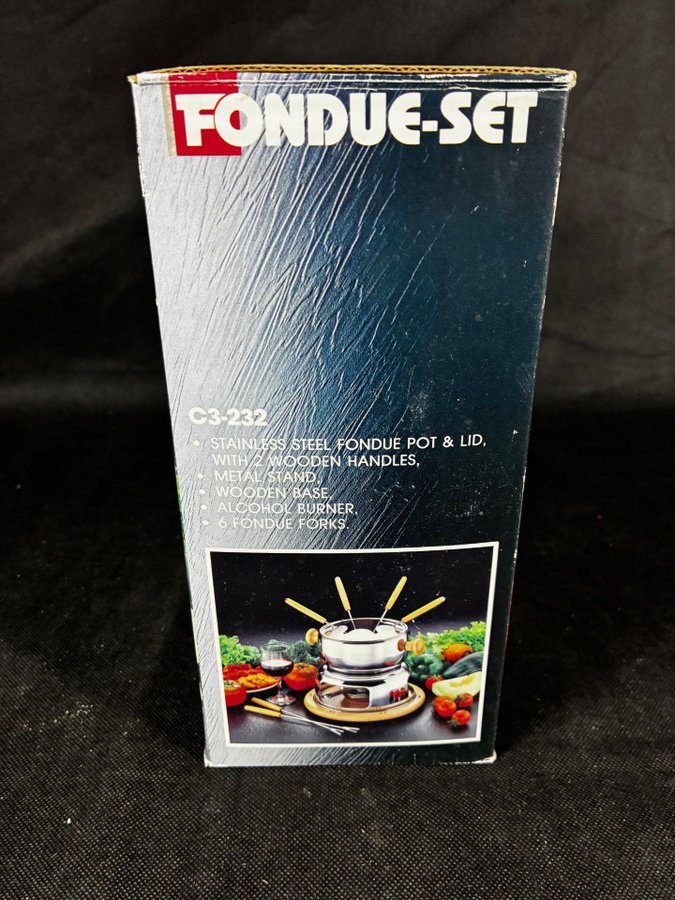 FONDUE-SET
C3-232
• STAINLESS STEEL FONDUE POT & LID,
WITH 2 WOODEN HANDLES,
• METAL STAND,
• WOODEN BASE,
• ALCOHOL BURNER,
• 6 FONDUE FORKS.